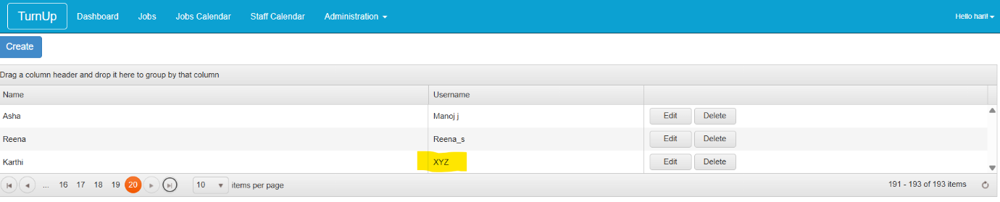 TurnUp Dashboard Jobs Jobs Calendar Staff Calendar Administration Hello hari!
Create
Drag a column header and drop it here to group by that column
Name Username
Asha Manoj j Edit Delete
Reena Reena_s Edit Delete
Karthi XYZ Edit Delete
... 16 17 18 19 20 10 items per page 191 - 193 of 193 items